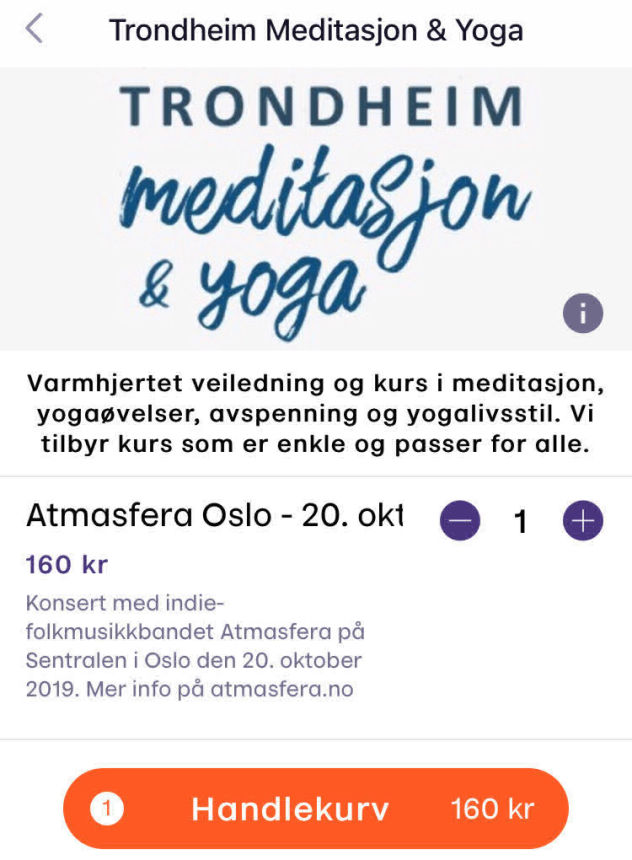 Trondheim Meditasjon & Yoga
TRONDHEIM
meditasjon
& yoga
i
Varmhjertet veiledning og kurs i meditasjon,
yogaøvelser, avspenning og yogalivsstil. Vi
tilbyr kurs som er enkle og passer for alle.
Atmasfera Oslo - 20. okt
1
160 kr
Konsert med indie-
folkmusikkbandet Atmasfera på
Sentralen i Oslo den 20. oktober
2019. Mer info på atmasfera.no
1 Handlekurv 160 kr